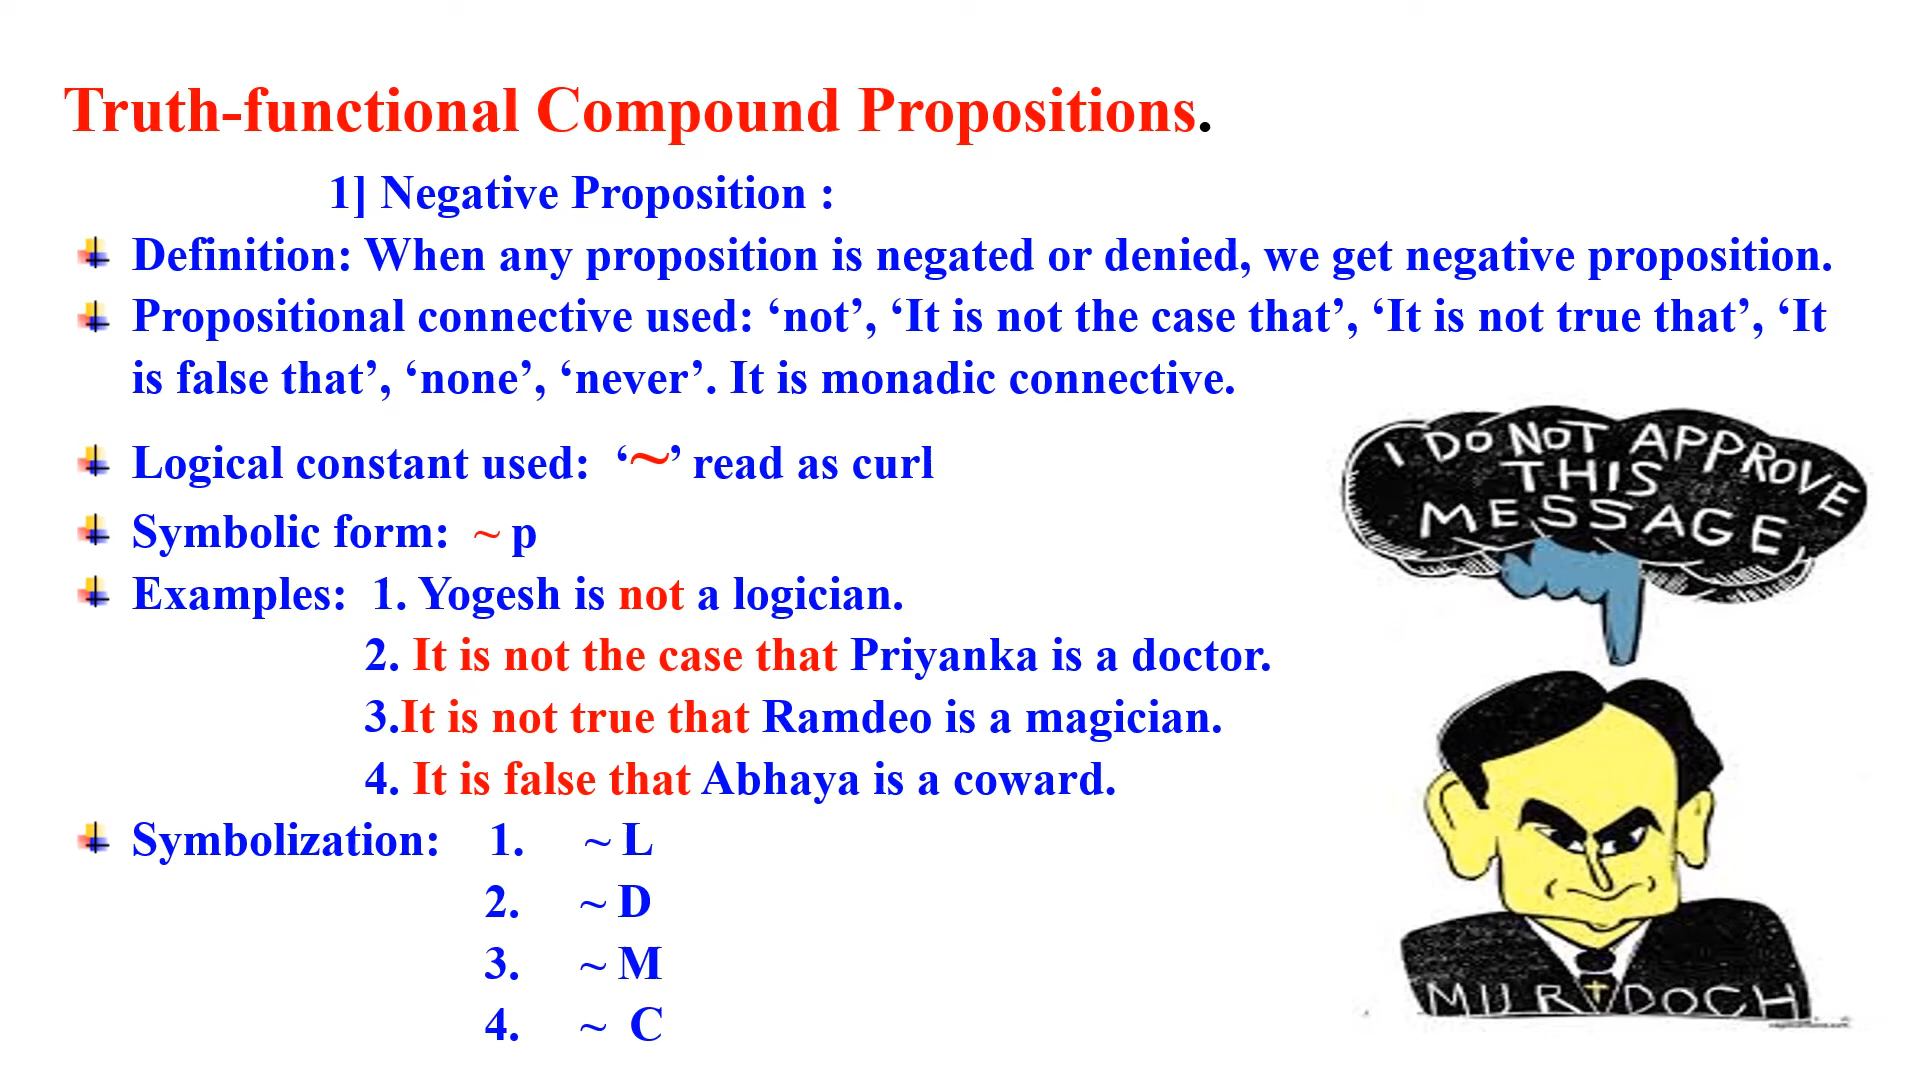 Truth-functional Compound Propositions.
1] Negative Proposition :
Definition: When any proposition is negated or denied, we get negative proposition.
Propositional connective used: ‘not’, ‘It is not the case that’, ‘It is not true that’, ‘It
is false that’, ‘none’, ‘never’. It is monadic connective.
Logical constant used: ‘~’ read as curl
Symbolic form: ~ p
Examples: 1. Yogesh is not a logician.
2. It is not the case that Priyanka is a doctor.
3.It is not true that Ramdeo is a magician.
4. It is false that Abhaya is a coward.
Symbolization: 1. ~ L
2. ~ D
3. ~ M
4. ~ C
I DO NOT APPROVE
THIS
MESSAGE
MURDOCH